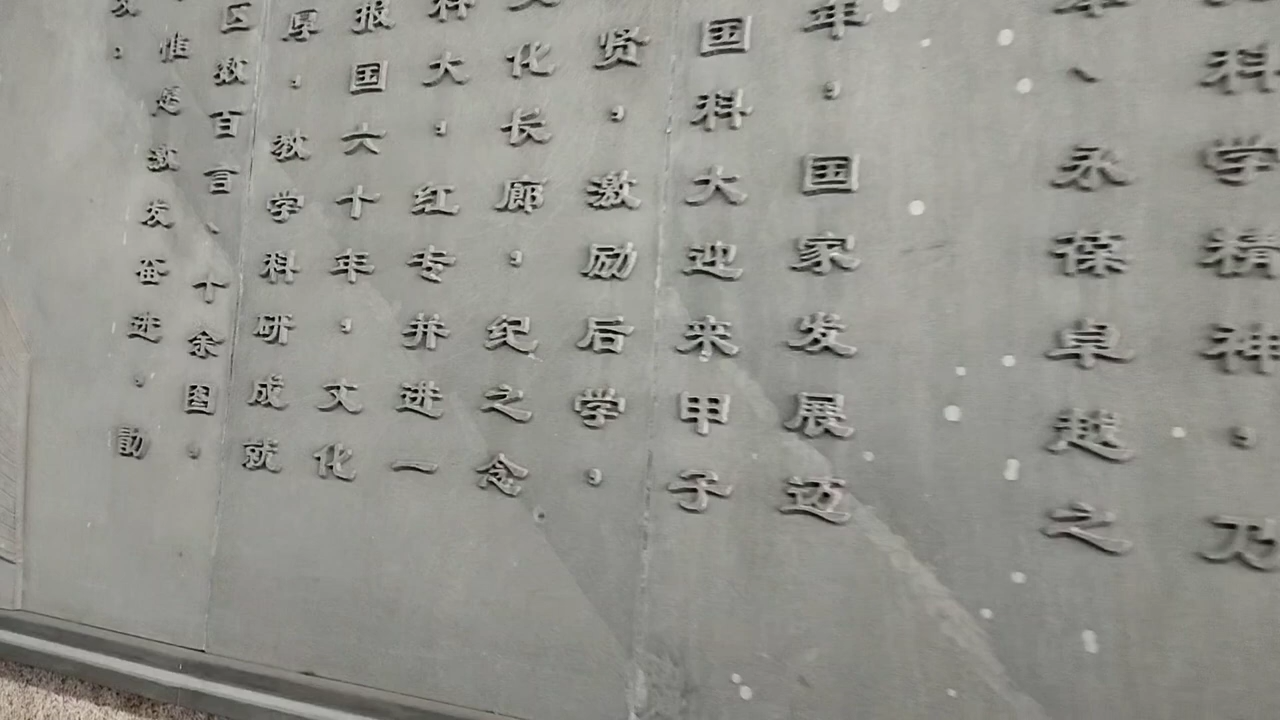 科学精神，乃
、永葆卓越之
年，国家发展迈
国科大迎来甲子
贤，激励后学。
化长廊，纪之念
科大，红专并进一
报国六十年，文化
厚，教学科研成就
区数百言、十余图，
惟是激发奋进，勖